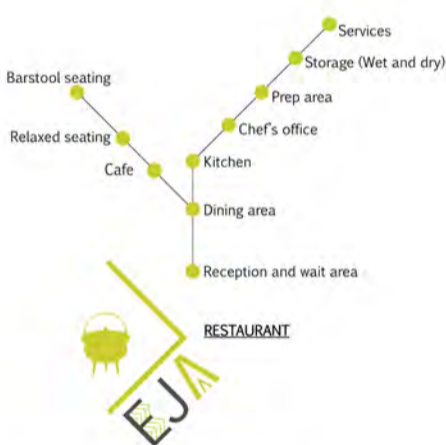 Services
Storage (Wet and dry)
Barstool seating
Prep area
Chef's office
Relaxed seating
Kitchen
Cafe
Dining area
Reception and wait area
RESTAURANT
EJA